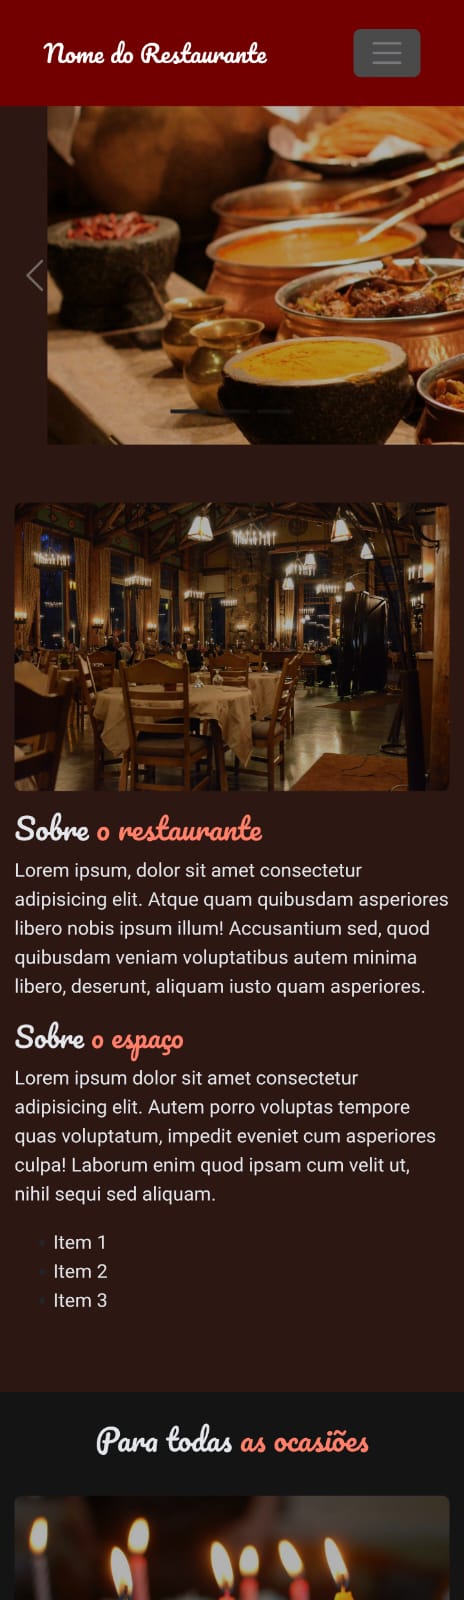 Nome do Restaurante
Sobre o restaurante
Lorem ipsum, dolor sit amet consectetur
adipisicing elit. Atque quam quibusdam asperiores
libero nobis ipsum illum! Accusantium sed, quod
quibusdam veniam voluptatibus autem minima
libero, deserunt, aliquam iusto quam asperiores.
Sobre o espaço
Lorem ipsum dolor sit amet consectetur
adipisicing elit. Autem porro voluptas tempore
quas voluptatum, impedit eveniet cum asperiores
culpa! Laborum enim quod ipsam cum velit ut,
nihil sequi sed aliquam.
Item 1
Item 2
Item 3
Para todas as ocasiões